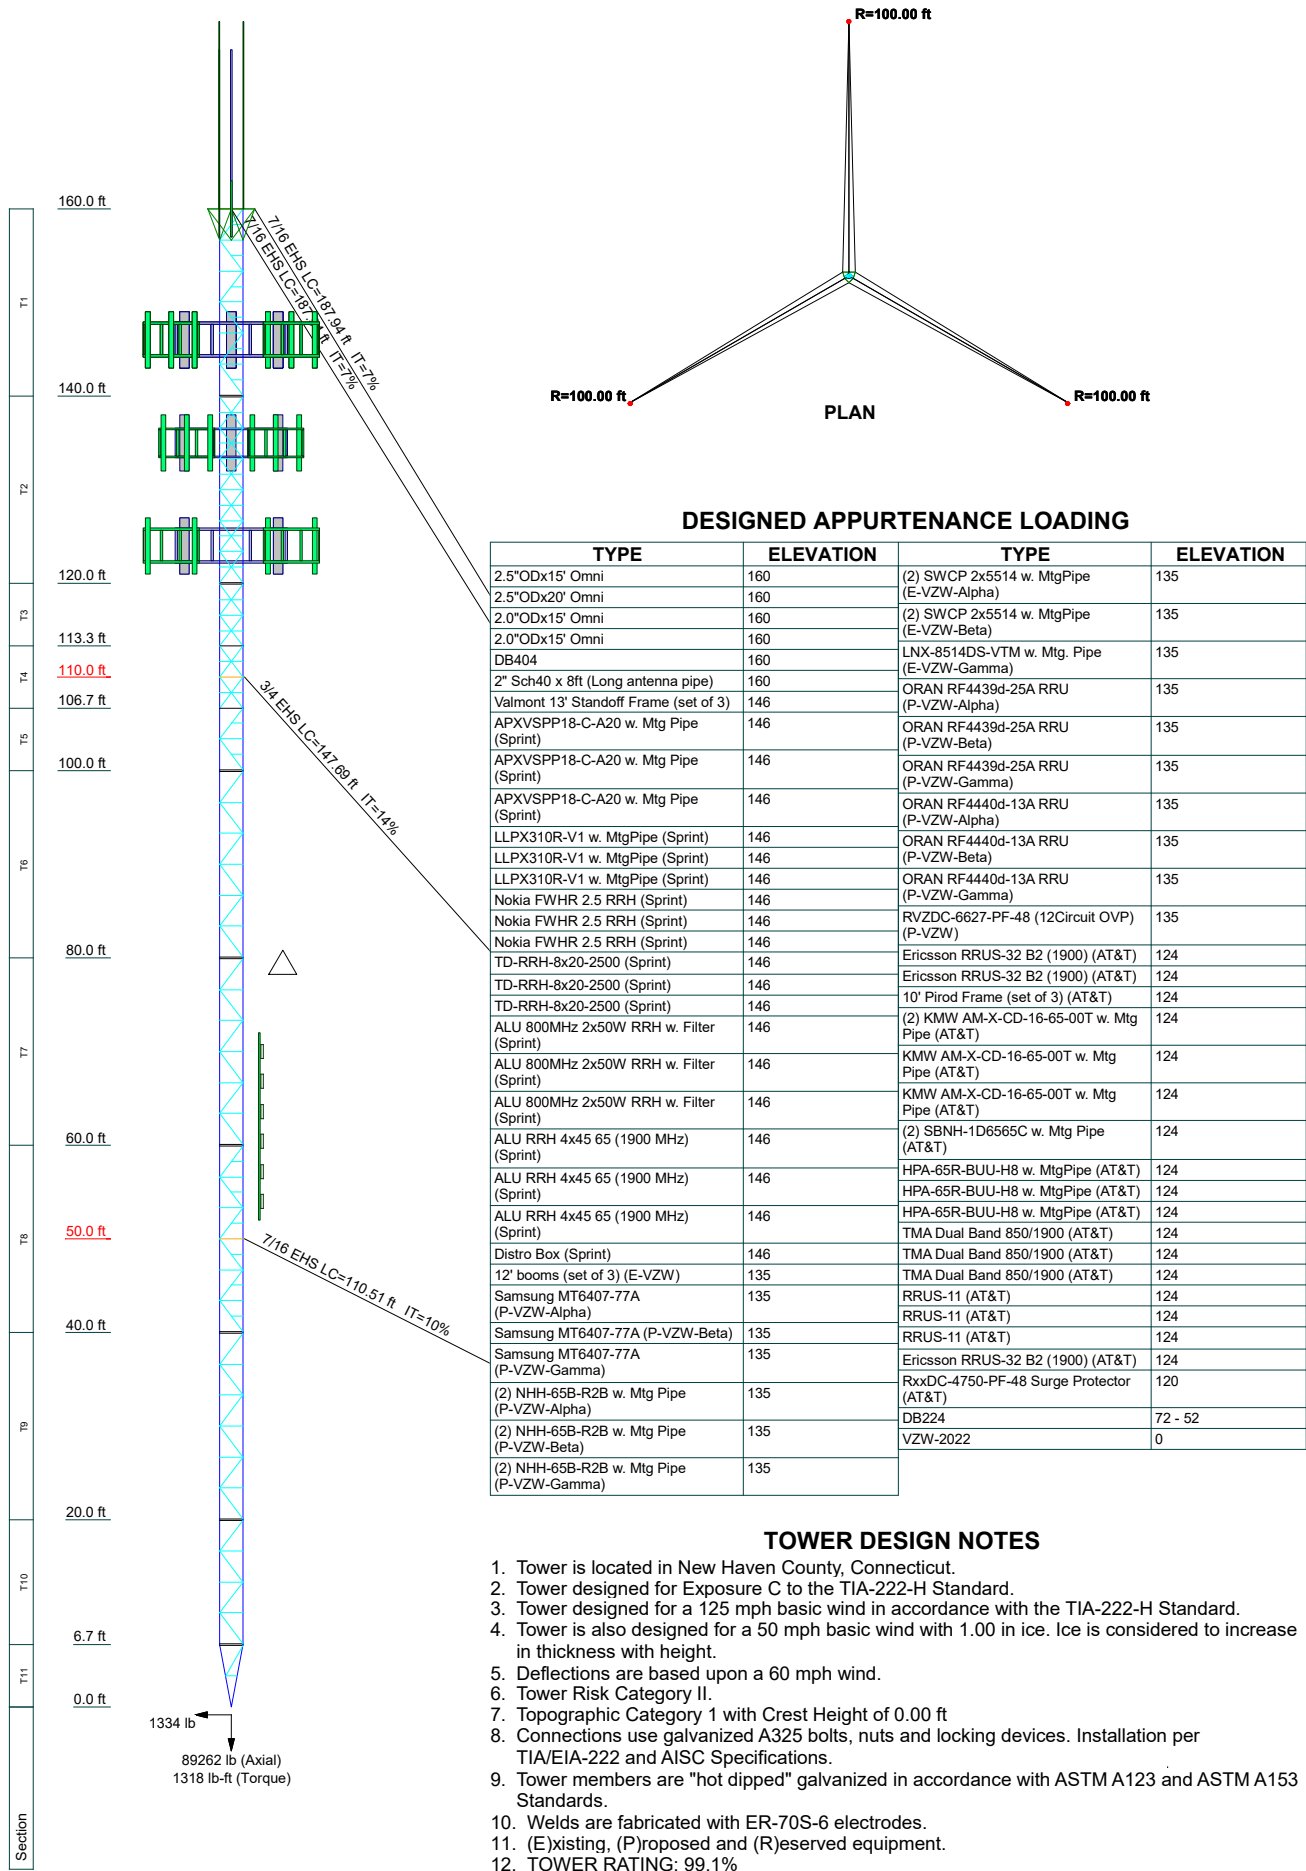 R=100.00 ft
R=100.00 ft
R=100.00 ft
PLAN
160.0 ft
140.0 ft
120.0 ft
113.3 ft
110.0 ft
106.7 ft
100.0 ft
80.0 ft
60.0 ft
50.0 ft
40.0 ft
20.0 ft
6.7 ft
0.0 ft
T1
T2
T3
T4
T5
T6
T7
T8
T9
T10
T11
Section
7/16 EHS LC=187.94 ft IT=7%
7/16 EHS ft IT=7%
3/4 EHS LC=147.69 ft IT=14%
7/16 EHS LC=110.51 ft IT=10%
1334 lb
89262 lb (Axial)
1318 lb-ft (Torque)
DESIGNED APPURTENANCE LOADING
TYPE ELEVATION TYPE ELEVATION
2.5"ODx15' Omni 160
2.5"ODx20' Omni 160
2.0"ODx15' Omni 160
2.0"ODx15' Omni 160
DB404 160
2" Sch40 x 8ft (Long antenna pipe) 160
Valmont 13' Standoff Frame (set of 3) 146
APXVSPP18-C-A20 w. Mtg Pipe 146
(Sprint)
APXVSPP18-C-A20 w. Mtg Pipe 146
(Sprint)
APXVSPP18-C-A20 w. Mtg Pipe 146
(Sprint)
LLPX310R-V1 w. MtgPipe (Sprint) 146
LLPX310R-V1 w. MtgPipe (Sprint) 146
LLPX310R-V1 w. MtgPipe (Sprint) 146
Nokia FWHR 2.5 RRH (Sprint) 146
Nokia FWHR 2.5 RRH (Sprint) 146
Nokia FWHR 2.5 RRH (Sprint) 146
TD-RRH-8x20-2500 (Sprint) 146
TD-RRH-8x20-2500 (Sprint) 146
TD-RRH-8x20-2500 (Sprint) 146
ALU 800MHz 2x50W RRH w. Filter 146
(Sprint)
ALU 800MHz 2x50W RRH w. Filter 146
(Sprint)
ALU 800MHz 2x50W RRH w. Filter 146
(Sprint)
ALU RRH 4x45 65 (1900 MHz) 146
(Sprint)
ALU RRH 4x45 65 (1900 MHz) 146
(Sprint)
ALU RRH 4x45 65 (1900 MHz) 146
(Sprint)
Distro Box (Sprint) 146
12' booms (set of 3) (E-VZW) 135
Samsung MT6407-77A 135
(P-VZW-Alpha)
Samsung MT6407-77A (P-VZW-Beta) 135
Samsung MT6407-77A 135
(P-VZW-Gamma)
(2) NHH-65B-R2B w. Mtg Pipe 135
(P-VZW-Alpha)
(2) NHH-65B-R2B w. Mtg Pipe 135
(P-VZW-Beta)
(2) NHH-65B-R2B w. Mtg Pipe 135
(P-VZW-Gamma)
(2) SWCP 2x5514 w. MtgPipe 135
(E-VZW-Alpha)
(2) SWCP 2x5514 w. MtgPipe 135
(E-VZW-Beta)
LNX-8514DS-VTM w. Mtg. Pipe 135
(E-VZW-Gamma)
ORAN RF4439d-25A RRU 135
(P-VZW-Alpha)
ORAN RF4439d-25A RRU 135
(P-VZW-Beta)
ORAN RF4439d-25A RRU 135
(P-VZW-Gamma)
ORAN RF4440d-13A RRU 135
(P-VZW-Alpha)
ORAN RF4440d-13A RRU 135
(P-VZW-Beta)
ORAN RF4440d-13A RRU 135
(P-VZW-Gamma)
RVZDC-6627-PF-48 (12Circuit OVP) 135
(P-VZW)
Ericsson RRUS-32 B2 (1900) (AT&T) 124
Ericsson RRUS-32 B2 (1900) (AT&T) 124
10' Pirod Frame (set of 3) (AT&T) 124
(2) KMW AM-X-CD-16-65-00T w. Mtg 124
Pipe (AT&T)
KMW AM-X-CD-16-65-00T w. Mtg 124
Pipe (AT&T)
KMW AM-X-CD-16-65-00T w. Mtg 124
Pipe (AT&T)
(2) SBNH-1D6565C w. Mtg Pipe 124
(AT&T)
HPA-65R-BUU-H8 w. MtgPipe (AT&T) 124
HPA-65R-BUU-H8 w. MtgPipe (AT&T) 124
HPA-65R-BUU-H8 w. MtgPipe (AT&T) 124
TMA Dual Band 850/1900 (AT&T) 124
TMA Dual Band 850/1900 (AT&T) 124
TMA Dual Band 850/1900 (AT&T) 124
RRUS-11 (AT&T) 124
RRUS-11 (AT&T) 124
RRUS-11 (AT&T) 124
Ericsson RRUS-32 B2 (1900) (AT&T) 124
RxxDC-4750-PF-48 Surge Protector 120
(AT&T)
DB224 72 - 52
VZW-2022 0
TOWER DESIGN NOTES
1. Tower is located in New Haven County, Connecticut.
2. Tower designed for Exposure C to the TIA-222-H Standard.
3. Tower designed for a 125 mph basic wind in accordance with the TIA-222-H Standard.
4. Tower is also designed for a 50 mph basic wind with 1.00 in ice. Ice is considered to increase
in thickness with height.
5. Deflections are based upon a 60 mph wind.
6. Tower Risk Category II.
7. Topographic Category 1 with Crest Height of 0.00 ft
8. Connections use galvanized A325 bolts, nuts and locking devices. Installation per
TIA/EIA-222 and AISC Specifications.
9. Tower members are "hot dipped" galvanized in accordance with ASTM A123 and ASTM A153
Standards.
10. Welds are fabricated with ER-70S-6 electrodes.
11. (E)xisting, (P)roposed and (R)eserved equipment.
12. TOWER RATING: 99.1%